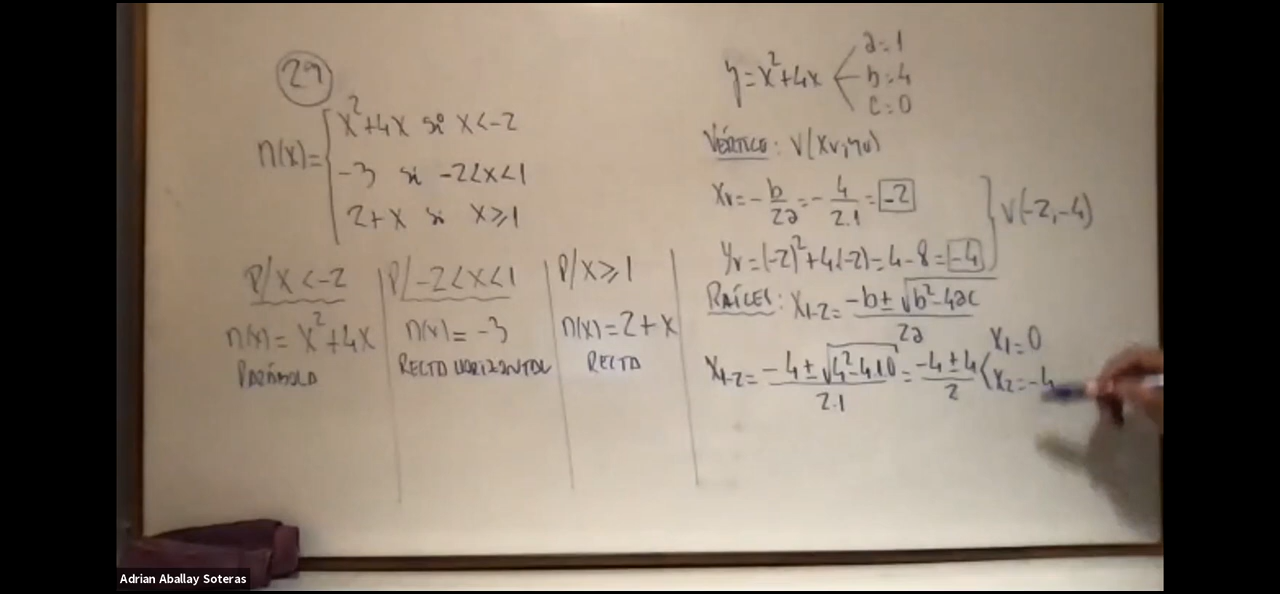 29
n(x)= { x²+4x si x<-2
-3 si -2<x<1
2+x si x≥1
P/x<-2
n(x)= x²+4x
PARÁBOLA
P/-2<x<1
n(x)= -3
RECTA HORIZONTAL
P/x≥1
n(x)=2+x
RECTA
y=x²+4x
a=1
b=4
c=0
VÉRTICE: V(xv;yv)
xv=-b/2a=-4/2.1=-2
yv=(-2)²+4(-2)=4-8=-4
V(-2,-4)
RAÍCES: x1-2= -b±√b²-4ac/2a
x1-2= -4±√4²-4.1.0/2.1 = -4±4/2
x1=0
x2=-4
Adrian Aballay Soteras